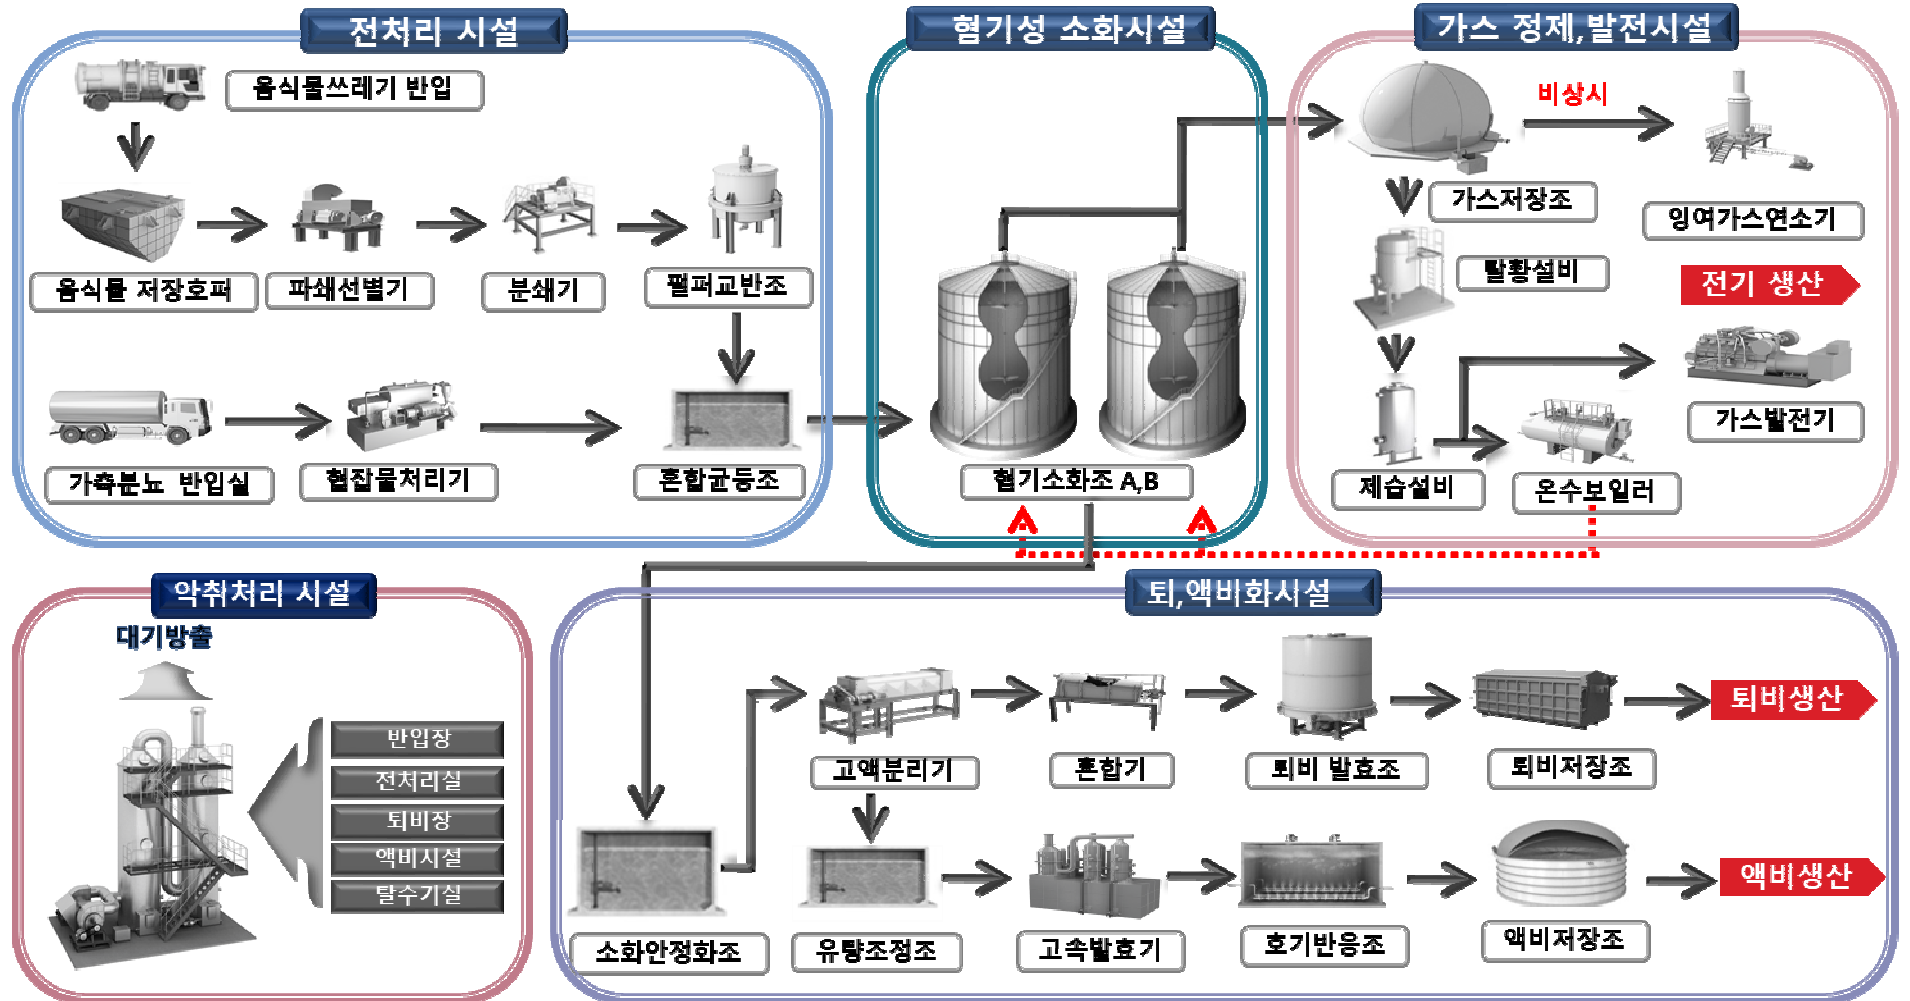 전처리 시설
음식물쓰레기 반입
음식물 저장호퍼
파쇄선별기
분쇄기
펄퍼교반조
가축분뇨 반입실
협잡물처리기
혼합균등조
혐기성 소화시설
혐기소화조 A,B
가스 정제,발전시설
비상시
가스저장조
잉여가스연소기
탈황설비
전기 생산
가스발전기
제습설비
온수보일러
악취처리 시설
대기방출
반입장
전처리실
퇴비장
액비시설
탈수기실
퇴,액비화시설
고액분리기
혼합기
퇴비 발효조
퇴비저장조
퇴비생산
소화안정화조
유량조정조
고속발효기
호기반응조
액비저장조
액비생산